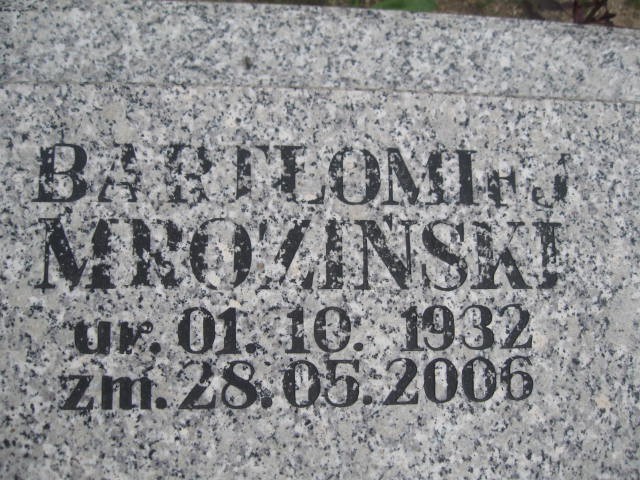 BARTŁOMIEJ
MROZIŃSKI
ur. 01. 10. 1932
zm. 28. 05. 2006